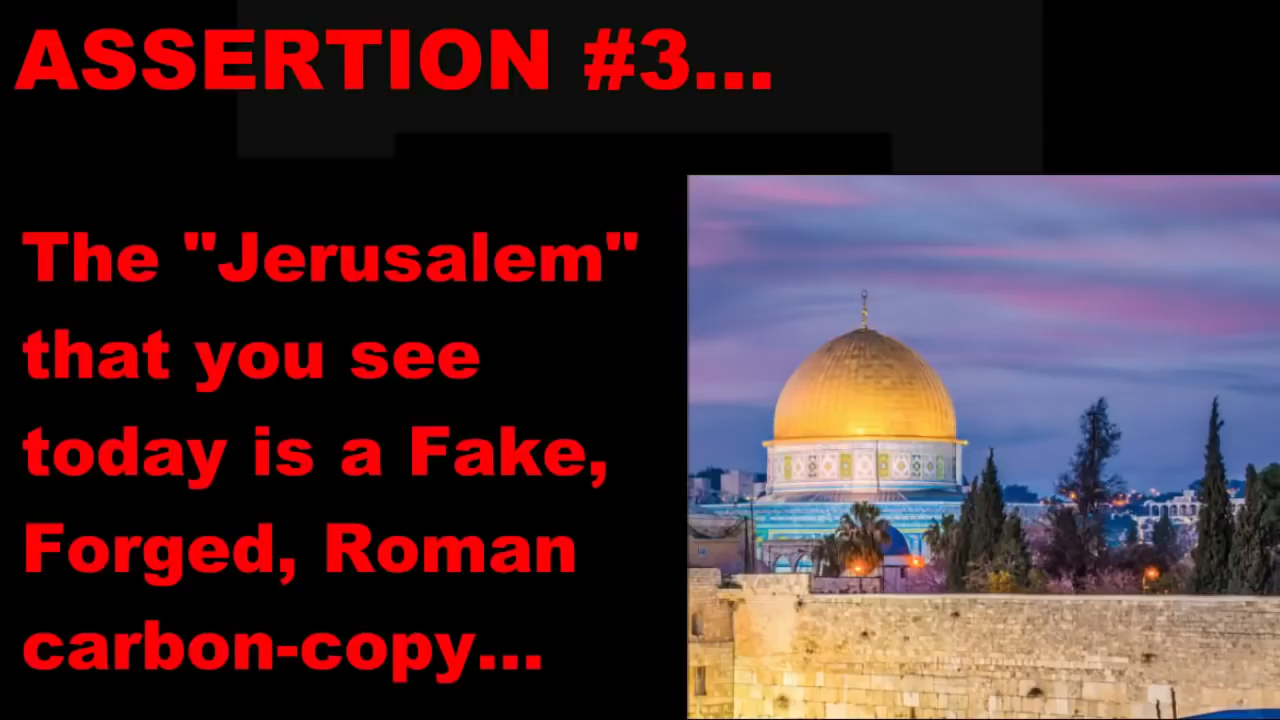 ASSERTION #3...
The "Jerusalem"
that you see
today is a Fake,
Forged, Roman
carbon-copy...